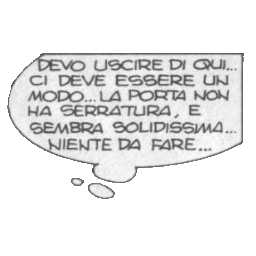 DEVO USCIRE DI QUI...
CI DEVE ESSERE UN
MODO... LA PORTA NON
HA SERRATURA, E
SEMBRA SOLIDISSIMA...
NIENTE DA FARE...